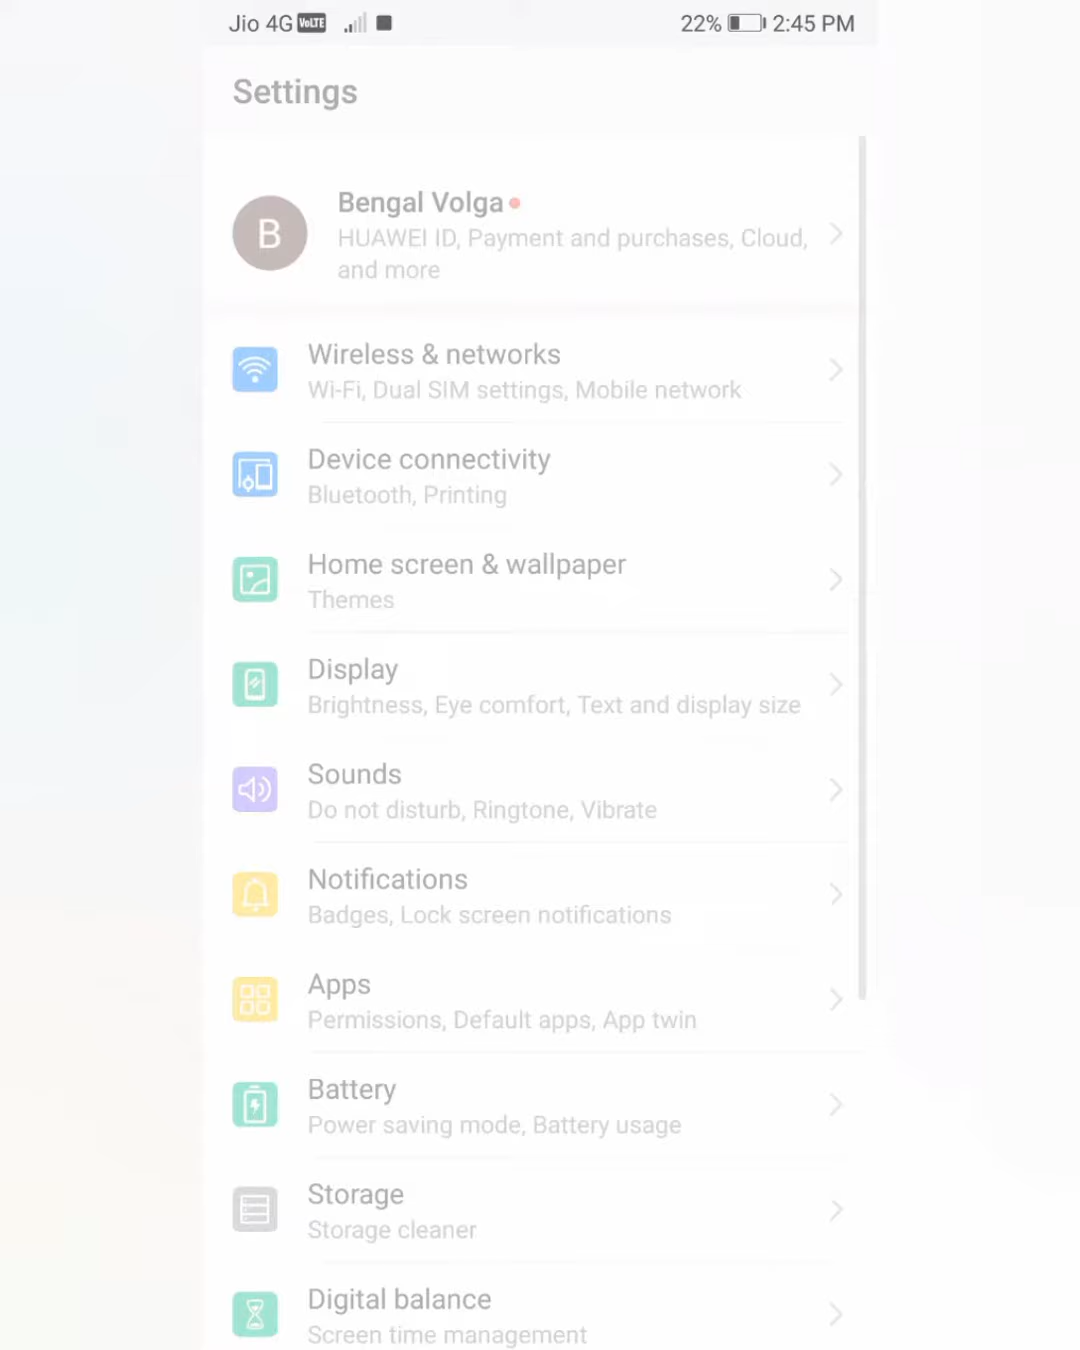 Jio 4G VoLTE 22% 2:45 PM
Settings
B
Bengal Volga
HUAWEI ID, Payment and purchases, Cloud,
and more
Wireless & networks
Wi-Fi, Dual SIM settings, Mobile network
Device connectivity
Bluetooth, Printing
Home screen & wallpaper
Themes
Display
Brightness, Eye comfort, Text and display size
Sounds
Do not disturb, Ringtone, Vibrate
Notifications
Badges, Lock screen notifications
Apps
Permissions, Default apps, App twin
Battery
Power saving mode, Battery usage
Storage
Storage cleaner
Digital balance
Screen time management